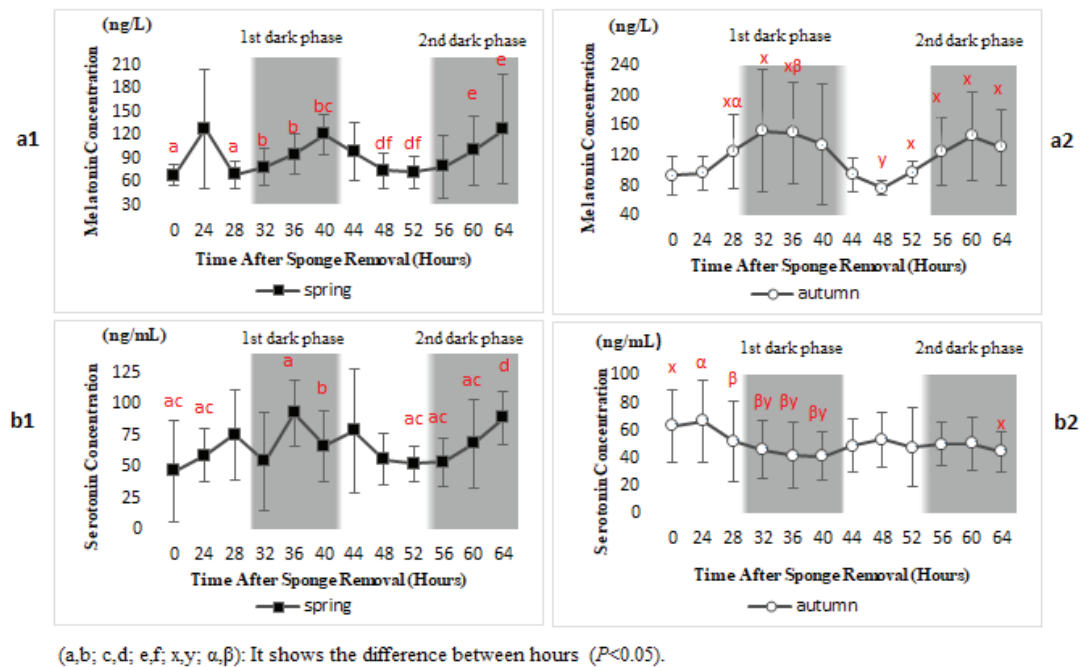 a1
(ng/L)
1st dark phase
2nd dark phase
Melatonin Concentration
210
180
150
120
90
60
30
a
a
b
b
bc
df
df
e
e
0 24 28 32 36 40 44 48 52 56 60 64
Time After Sponge Removal (Hours)
spring
a2
(ng/L)
1st dark phase
2nd dark phase
Melatonin Concentration
240
200
160
120
80
40
xα
x
xβ
y
x
x
x
x
0 24 28 32 36 40 44 48 52 56 60 64
Time After Sponge Removal (Hours)
autumn
b1
(ng/mL)
1st dark phase
2nd dark phase
Serotonin Concentration
125
100
75
50
25
0
ac
ac
a
b
ac
ac
ac
d
0 24 28 32 36 40 44 48 52 56 60 64
Time After Sponge Removal (Hours)
spring
b2
(ng/mL)
1st dark phase
2nd dark phase
Serotonin Concentration
100
80
60
40
20
0
x
α
β
βy
βy
βy
x
0 24 28 32 36 40 44 48 52 56 60 64
Time After Sponge Removal (Hours)
autumn
(a,b; c,d; e,f; x,y; α,β): It shows the difference between hours (P<0.05).